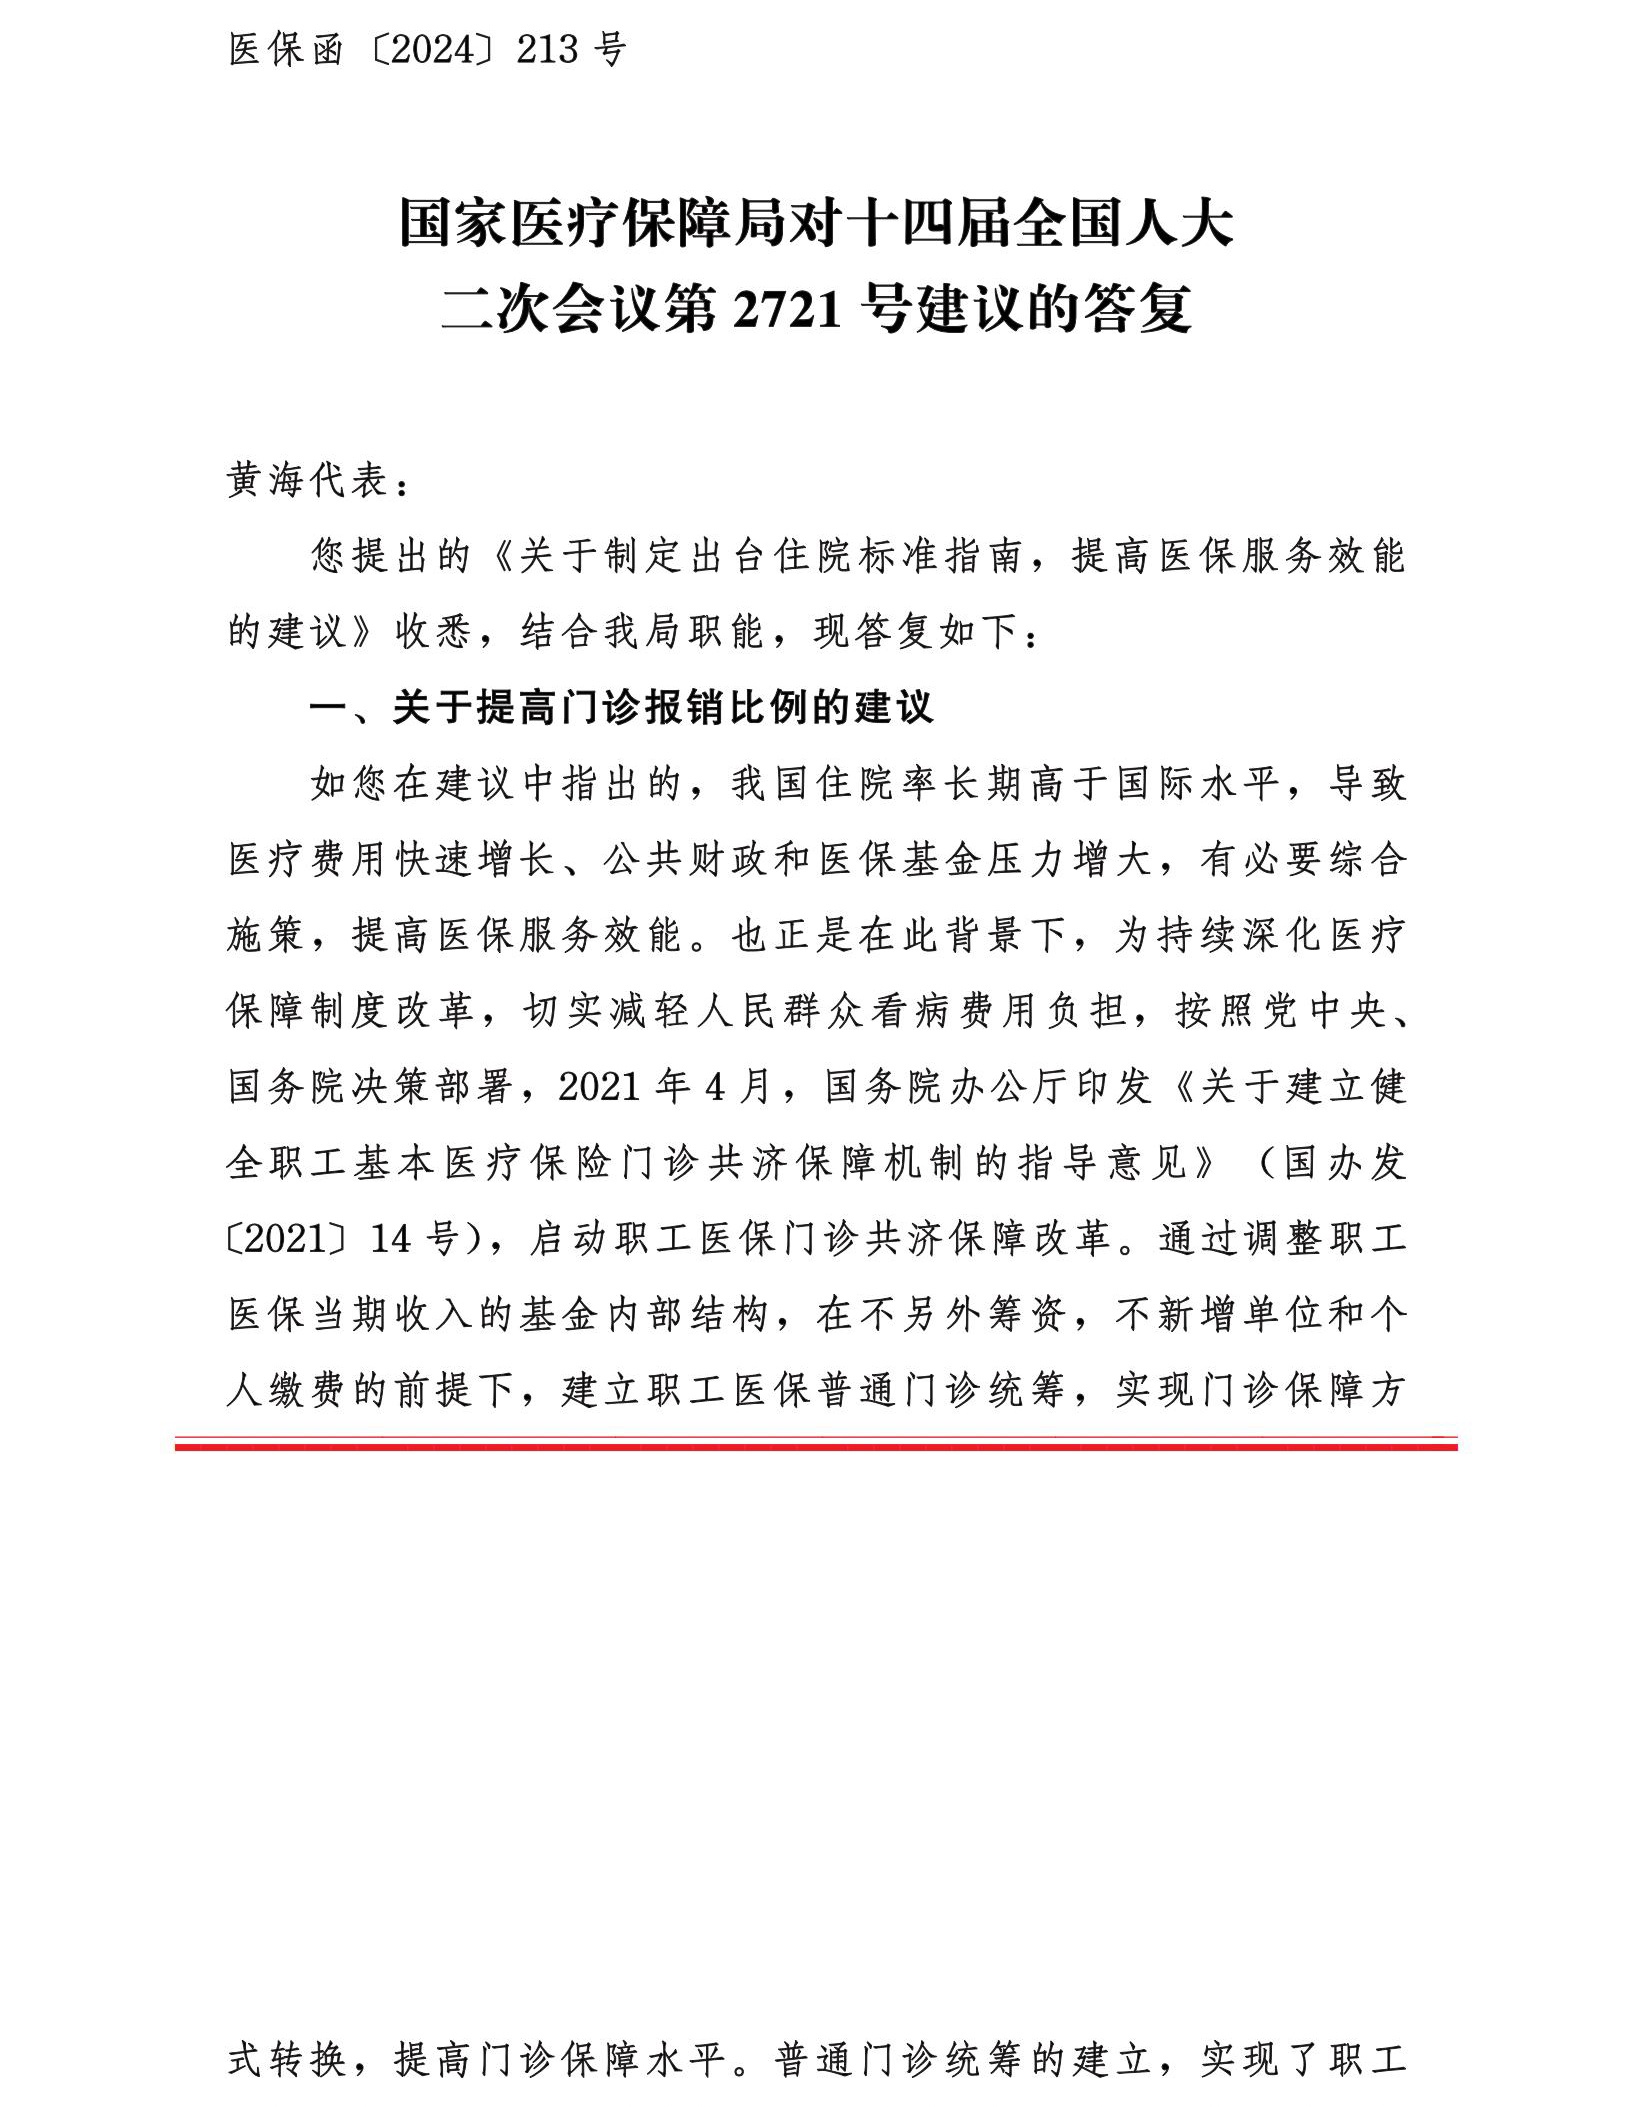 医保函〔2024〕213 号
国家医疗保障局对十四届全国人大
二次会议第 2721 号建议的答复
黄海代表：
您提出的《关于制定出台住院标准指南，提高医保服务效能
的建议》收悉，结合我局职能，现答复如下：
一、关于提高门诊报销比例的建议
如您在建议中指出的，我国住院率长期高于国际水平，导致
医疗费用快速增长、公共财政和医保基金压力增大，有必要综合
施策，提高医保服务效能。也正是在此背景下，为持续深化医疗
保障制度改革，切实减轻人民群众看病费用负担，按照党中央、
国务院决策部署，2021 年 4 月，国务院办公厅印发《关于建立健
全职工基本医疗保险门诊共济保障机制的指导意见》（国办发
〔2021〕14 号），启动职工医保门诊共济保障改革。通过调整职工
医保当期收入的基金内部结构，在不另外筹资，不新增单位和个
人缴费的前提下，建立职工医保普通门诊统筹，实现门诊保障方
式转换，提高门诊保障水平。普通门诊统筹的建立，实现了职工